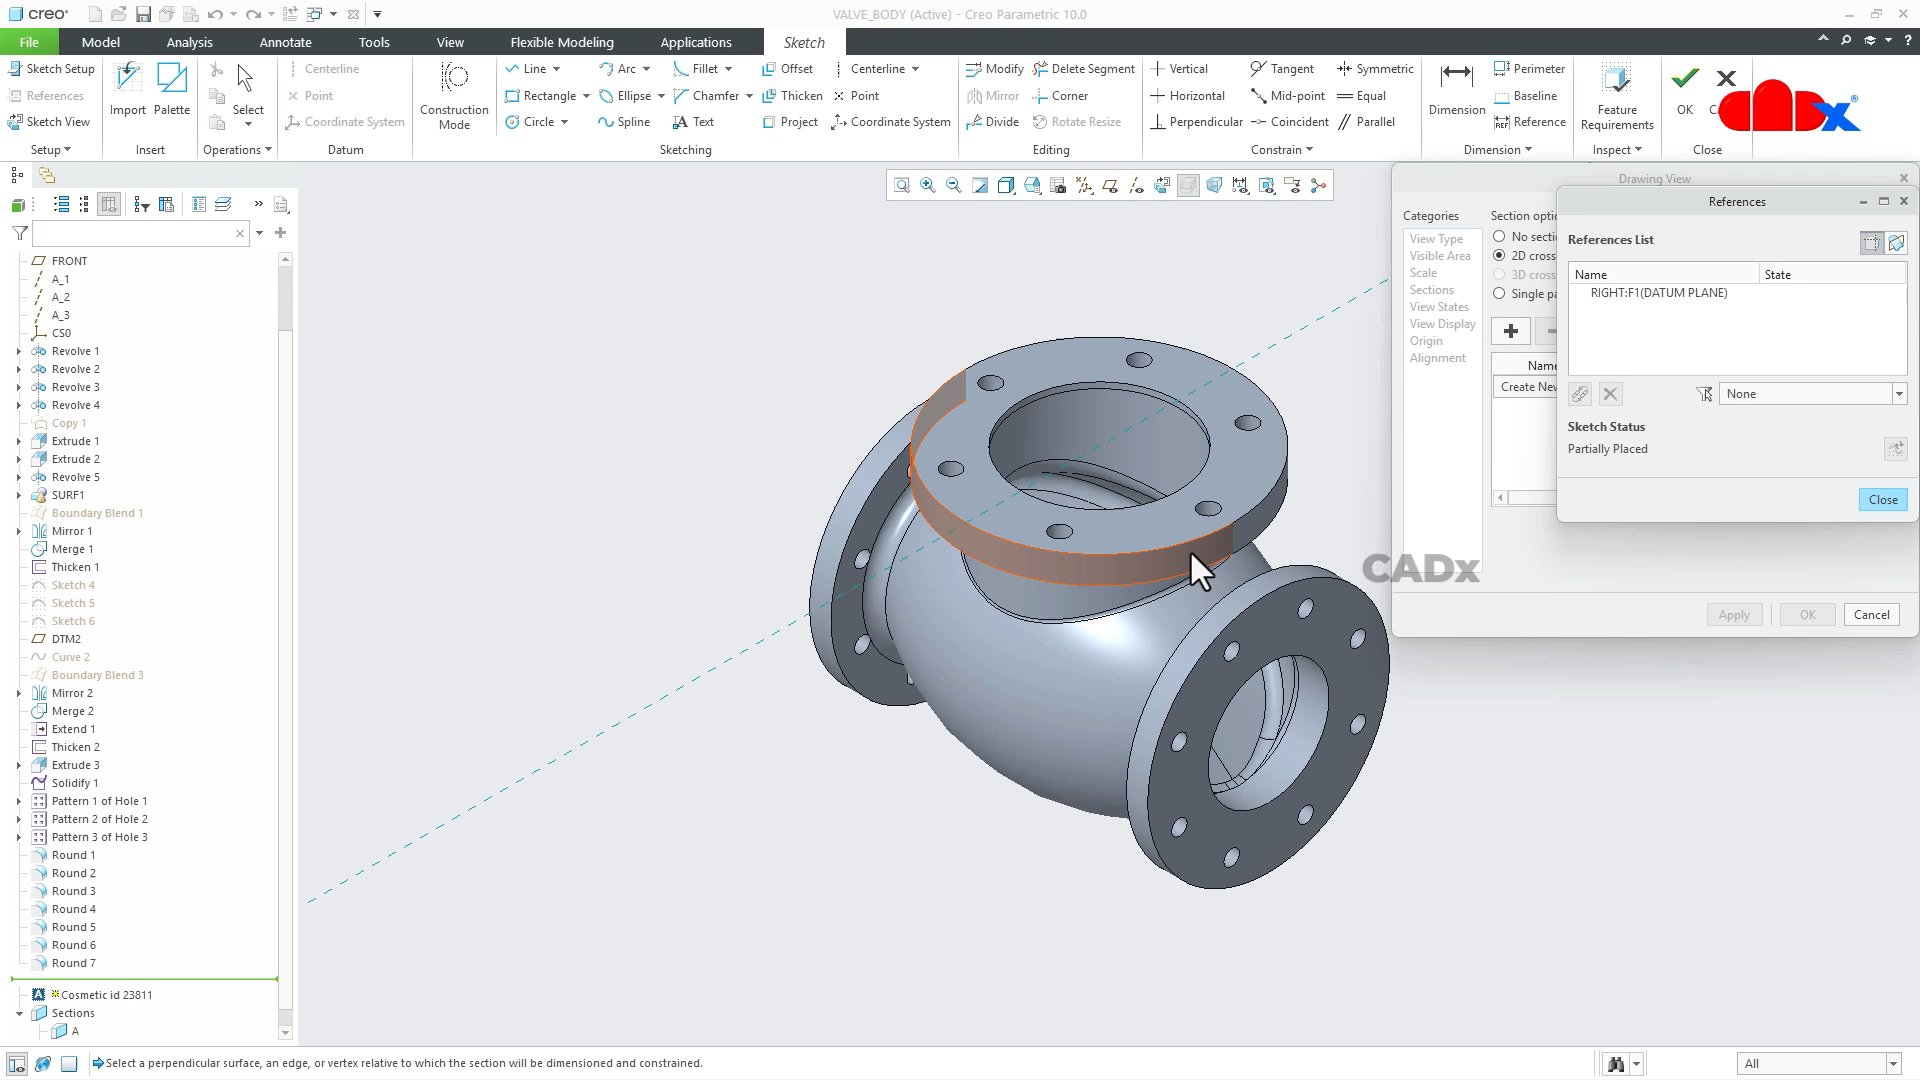 creo
VALVE_BODY (Active) - Creo Parametric 10.0
File
Model
Analysis
Annotate
Tools
View
Flexible Modeling
Applications
Sketch
Sketch Setup
References
Sketch View
Setup
Import
Palette
Insert
Select
Operations
Centerline
Point
Coordinate System
Datum
Construction
Mode
Line
Arc
Fillet
Offset
Centerline
Rectangle
Ellipse
Chamfer
Thicken
Point
Circle
Spline
Text
Project
Coordinate System
Sketching
Modify
Delete Segment
Mirror
Corner
Divide
Rotate Resize
Editing
Vertical
Tangent
Symmetric
Horizontal
Mid-point
Equal
Perpendicular
Coincident
Parallel
Constrain
Dimension
Perimeter
Baseline
Reference
Dimension
Feature
Requirements
Inspect
OK
Close
CADx®
FRONT
A_1
A_2
A_3
CS0
Revolve 1
Revolve 2
Revolve 3
Revolve 4
Copy 1
Extrude 1
Extrude 2
Revolve 5
SURF1
Boundary Blend 1
Mirror 1
Merge 1
Thicken 1
Sketch 4
Sketch 5
Sketch 6
DTM2
Curve 2
Boundary Blend 3
Mirror 2
Merge 2
Extend 1
Thicken 2
Extrude 3
Solidify 1
Pattern 1 of Hole 1
Pattern 2 of Hole 2
Pattern 3 of Hole 3
Round 1
Round 2
Round 3
Round 4
Round 5
Round 6
Round 7
Cosmetic id 23811
Sections
A
Drawing View
Categories
View Type
Visible Area
Scale
Sections
View States
View Display
Origin
Alignment
Section optio
No secti
2D cross
3D cross
Single pa
Name
Create New
References
References List
Name State
RIGHT:F1(DATUM PLANE)
None
Sketch Status
Partially Placed
Close
CADx
Apply
OK
Cancel
Select a perpendicular surface, an edge, or vertex relative to which the section will be dimensioned and constrained.
All